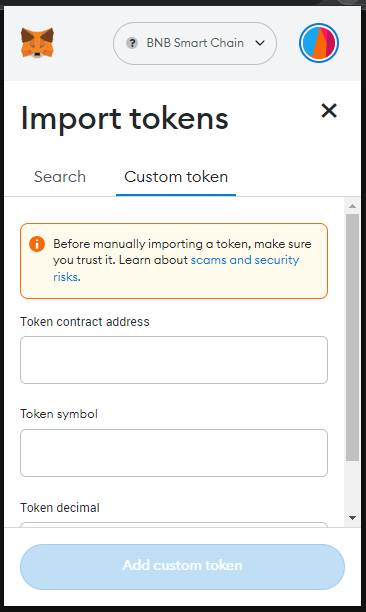 BNB Smart Chain
Import tokens
Search
Custom token
Before manually importing a token, make sure
you trust it. Learn about scams and security
risks.
Token contract address
Token symbol
Token decimal
Add custom token